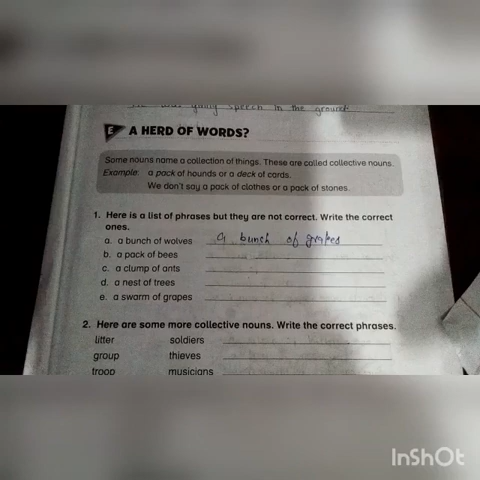 speech in the ground
E A HERD OF WORDS?
Some nouns name a collection of things. These are called collective nouns.
Example: a pack of hounds or a deck of cards.
We don't say a pack of clothes or a pack of stones.
1. Here is a list of phrases but they are not correct. Write the correct
ones.
a. a bunch of wolves a bunch of grapes
b. a pack of bees
c. a clump of ants
d. a nest of trees
e. a swarm of grapes
2. Here are some more collective nouns. Write the correct phrases.
litter soldiers
group thieves
troop musicians
InShOt